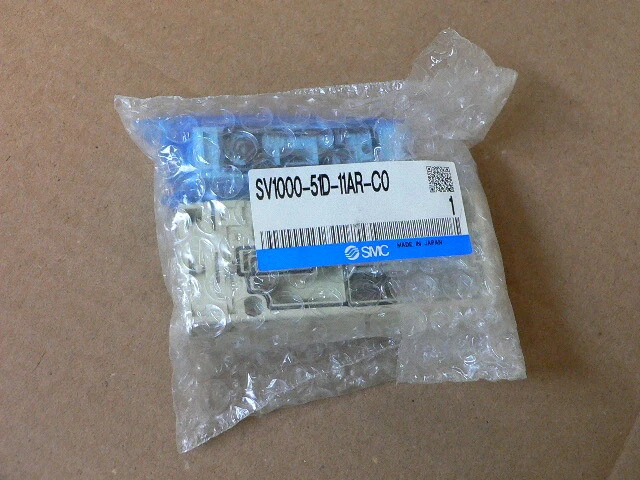 SV1000-51D-11AR-C0
1
SMC MADE IN JAPAN